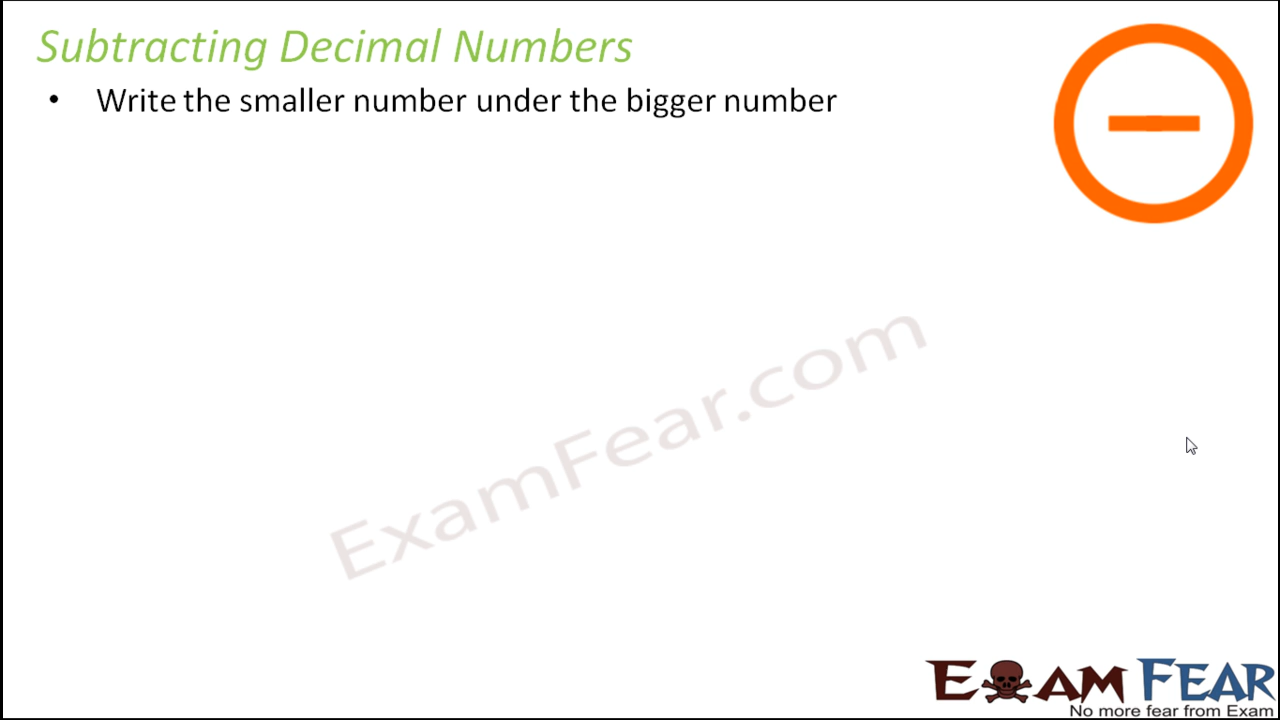 Subtracting Decimal Numbers
• Write the smaller number under the bigger number
ExamFear.com
EXAM FEAR
No more fear from Exam